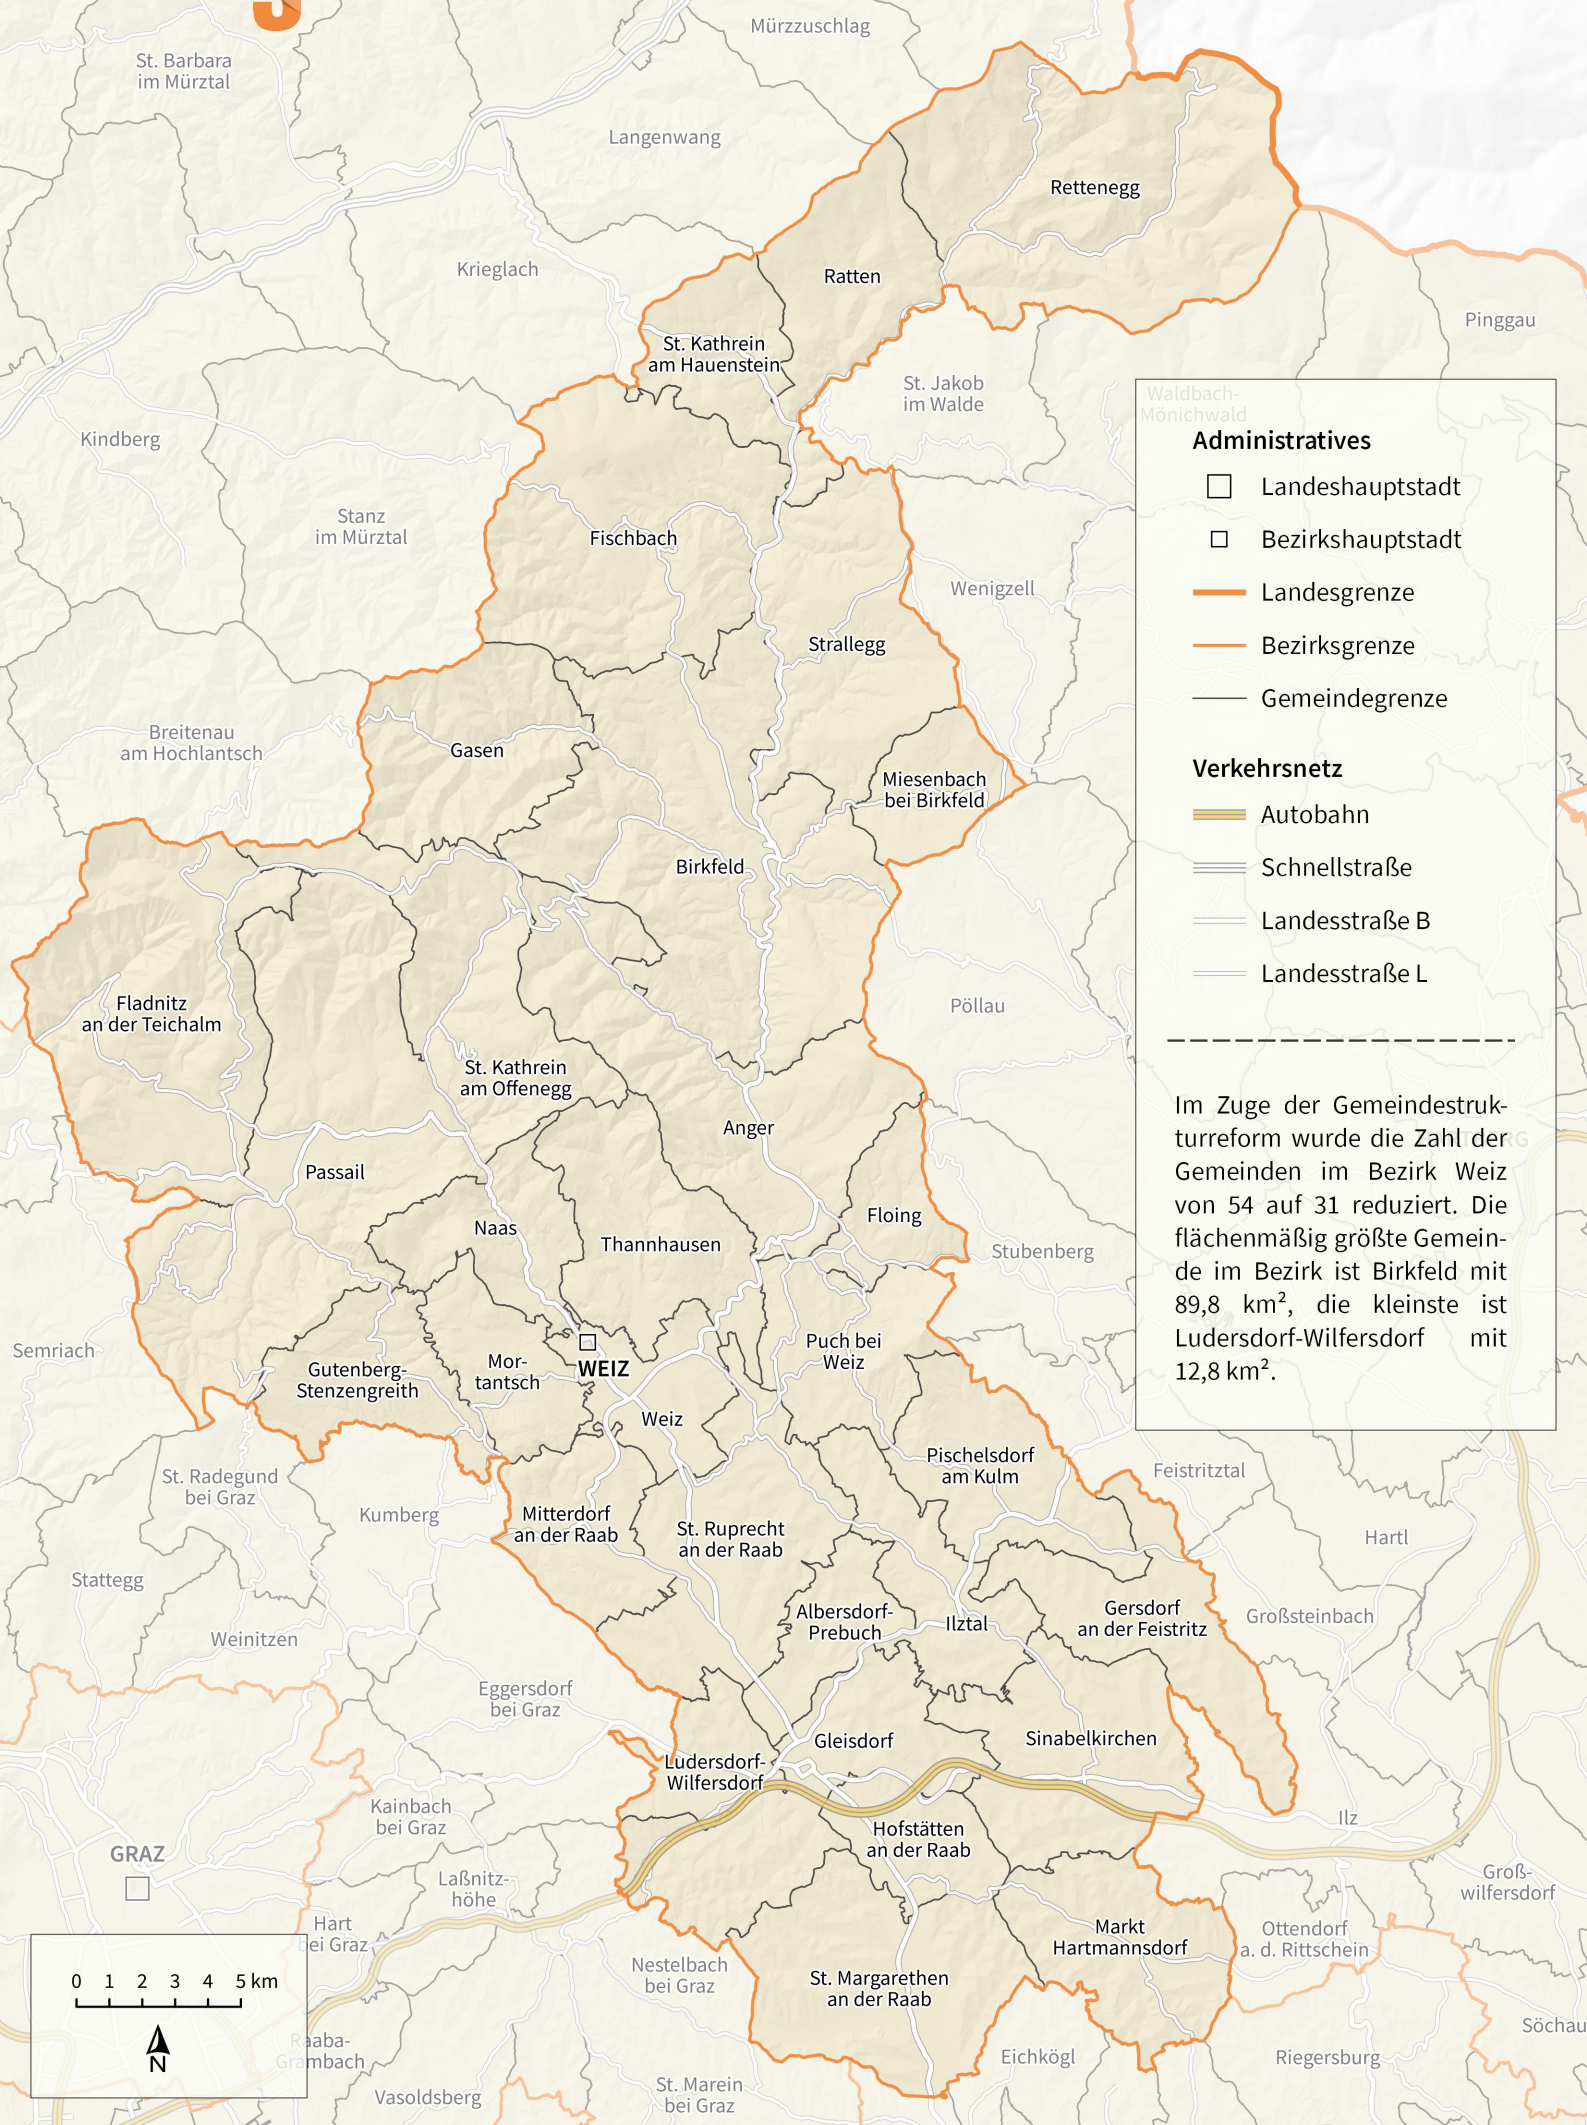 Mürzzuschlag
St. Barbara
im Mürztal
Langenwang
Rettenegg
Krieglach
Ratten
Pinggau
St. Kathrein
am Hauenstein
St. Jakob
im Walde
Waldbach-
Mönichwald
Kindberg
Stanz
im Mürztal
Fischbach
Wenigzell
Strallegg
Breitenau
am Hochlantsch
Gasen
Miesenbach
bei Birkfeld
Birkfeld
Fladnitz
an der Teichalm
Pöllau
St. Kathrein
am Offenegg
Anger
Passail
Naas
Thannhausen
Floing
Stubenberg
Semriach
Gutenberg-
Stenzengreith
Mor-
tantsch
WEIZ
Puch bei
Weiz
Weiz
St. Radegund
bei Graz
Kumberg
Pischelsdorf
am Kulm
Feistritztal
Mitterdorf
an der Raab
St. Ruprecht
an der Raab
Hartl
Stattegg
Albersdorf-
Prebuch
Ilztal
Gersdorf
an der Feistritz
Großsteinbach
Weinitzen
Eggersdorf
bei Graz
Gleisdorf
Sinabelkirchen
Ludersdorf-
Wilfersdorf
Kainbach
bei Graz
Ilz
Hofstätten
an der Raab
GRAZ
Laßnitz-
höhe
Groß-
wilfersdorf
Hart
bei Graz
Markt
Hartmannsdorf
Ottendorf
a. d. Rittschein
Nestelbach
bei Graz
St. Margarethen
an der Raab
Söchau
Raaba-
Grambach
Eichkögl
Riegersburg
Vasoldsberg
St. Marein
bei Graz
Administratives
Landeshauptstadt
Bezirkshauptstadt
Landesgrenze
Bezirksgrenze
Gemeindegrenze
Verkehrsnetz
Autobahn
Schnellstraße
Landesstraße B
Landesstraße L
Im Zuge der Gemeindestruk-
turreform wurde die Zahl der
Gemeinden im Bezirk Weiz
von 54 auf 31 reduziert. Die
flächenmäßig größte Gemein-
de im Bezirk ist Birkfeld mit
89,8 km², die kleinste ist
Ludersdorf-Wilfersdorf mit
12,8 km².
0 1 2 3 4 5 km
N